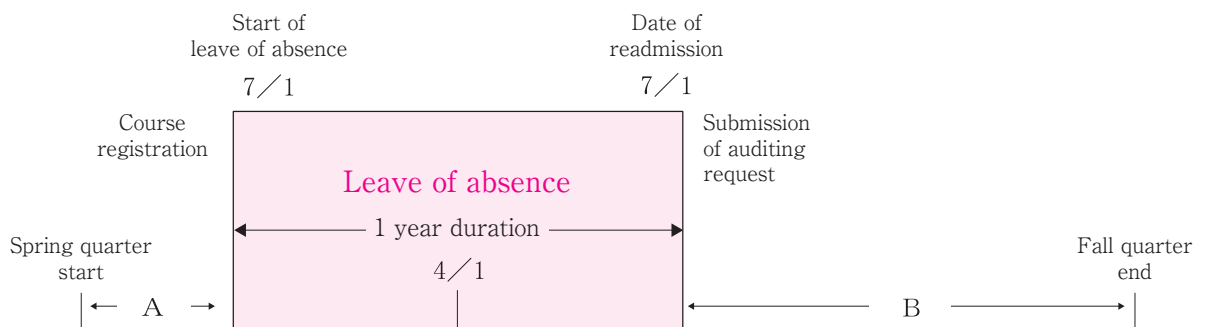 Start of
leave of absence
7／1
Date of
readmission
7／1
Course
registration
Submission
of auditing
request
Leave of absence
1 year duration
Spring quarter
start
4／1
Fall quarter
end
A
B